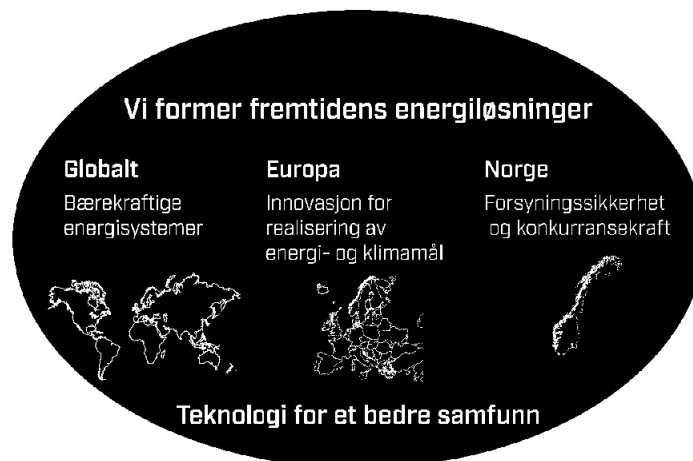 Vi former fremtidens energiløsninger
Globalt
Bærekraftige
energisystemer
Europa
Innovasjon for
realisering av
energi- og klimamål
Norge
Forsyningssikkerhet
og konkurransekraft
Teknologi for et bedre samfunn